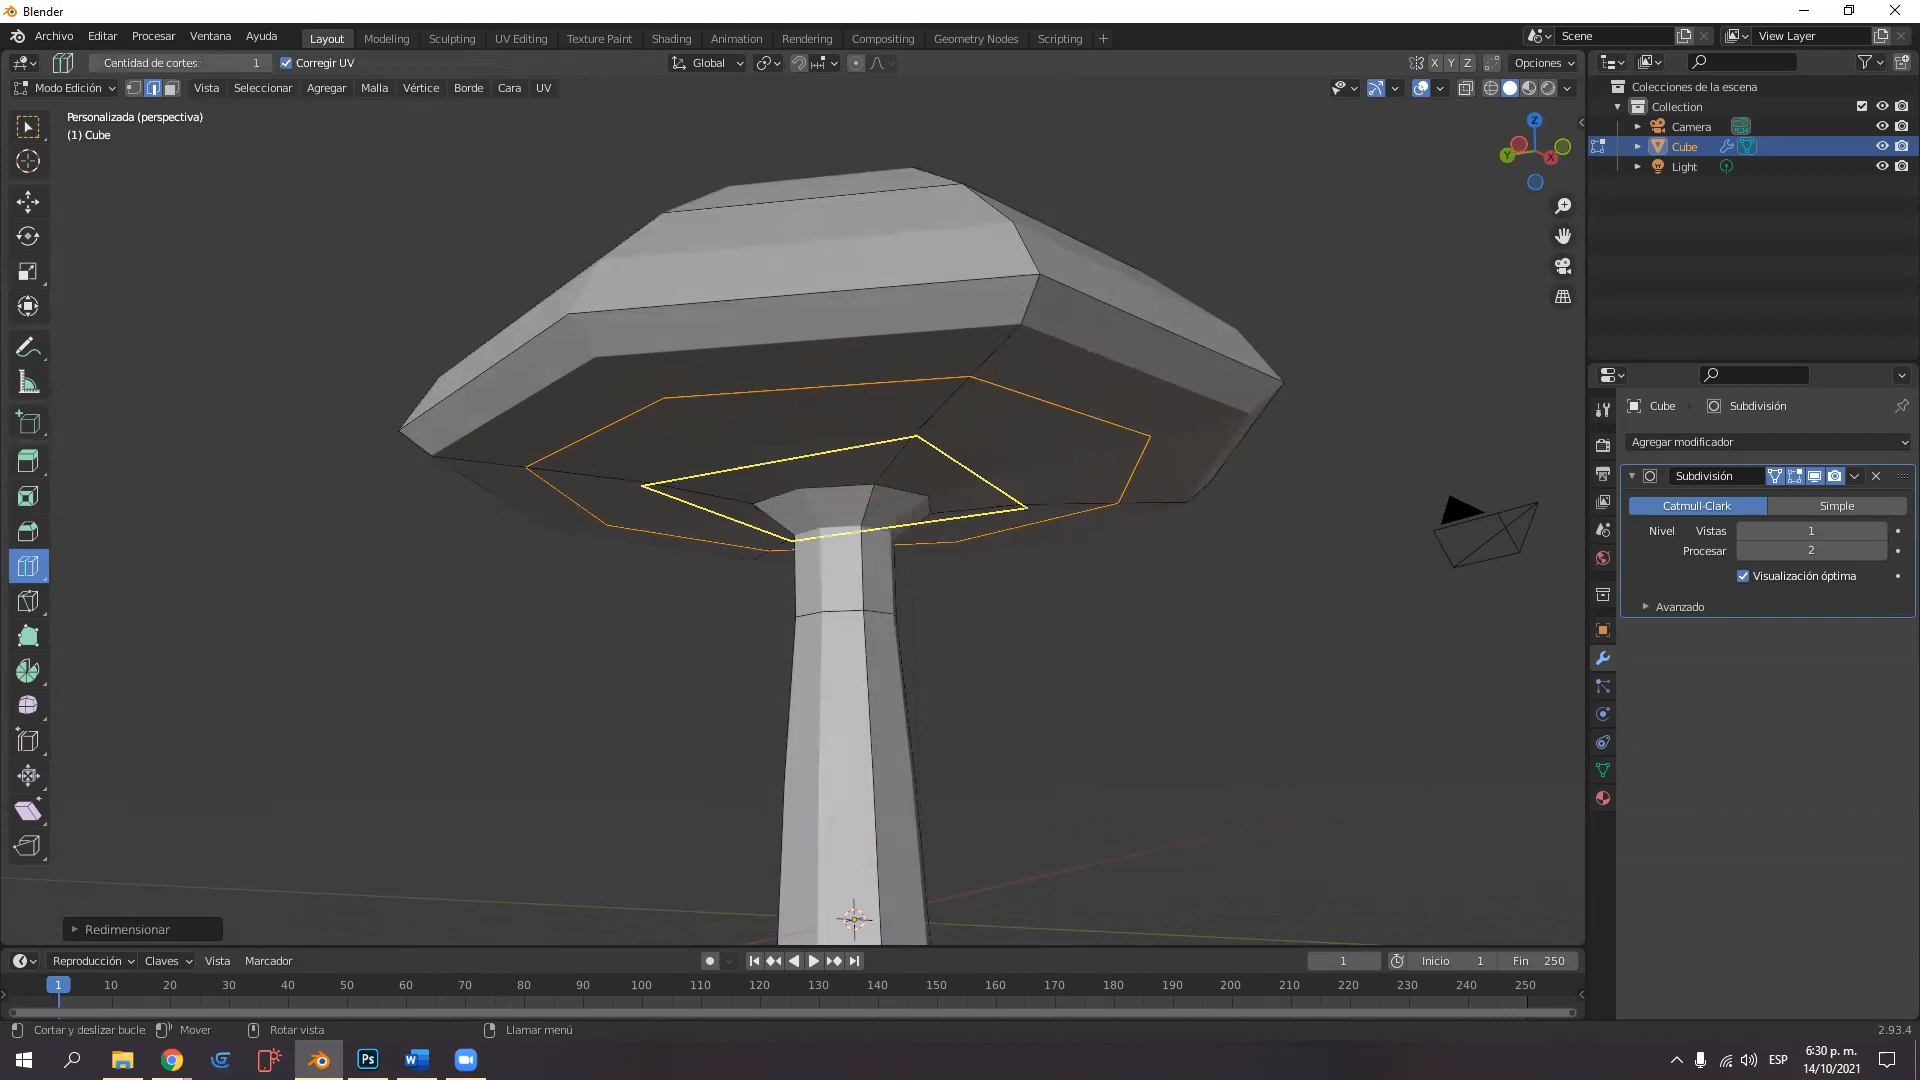 Blender
Archivo Editar Procesar Ventana Ayuda Layout Modeling Sculpting UV Editing Texture Paint Shading Animation Rendering Compositing Geometry Nodes Scripting + Scene View Layer
Cantidad de cortes: 1 Corregir UV Global X Y Z Opciones
Modo Edición Vista Seleccionar Agregar Malla Vértice Borde Cara UV
Colecciones de la escena
Collection
Camera
Cube
Light
Personalizada (perspectiva)
(1) Cube
Z
Y
X
Cube Subdivisión
Agregar modificador
Subdivisión
Catmull-Clark Simple
Nivel Vistas 1
Procesar 2
Visualización óptima
Avanzado
Redimensionar
Reproducción Claves Vista Marcador 1 Inicio 1 Fin 250
1 10 20 30 40 50 60 70 80 90 100 110 120 130 140 150 160 170 180 190 200 210 220 230 240 250
Cortar y deslizar bucle Mover Rotar vista Llamar menú 2.93.4
Ps W ESP 6:30 p. m.
14/10/2021